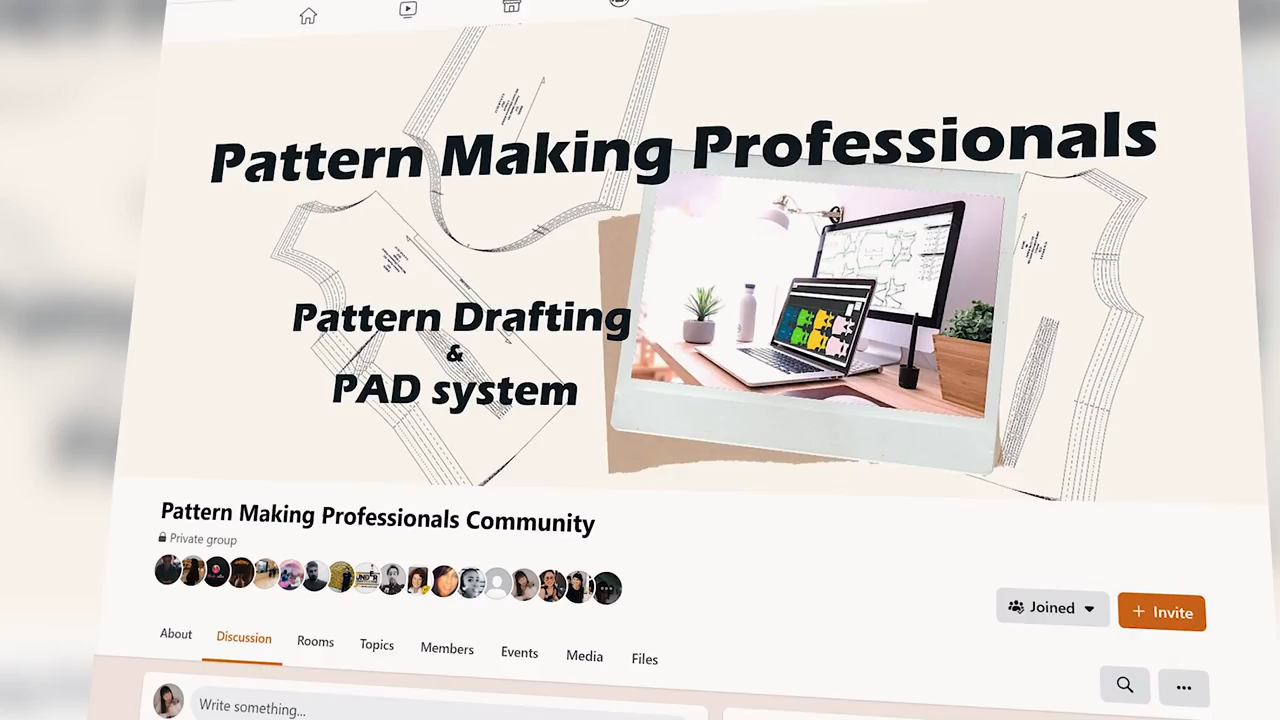 Pattern Making Professionals
Pattern Drafting
&
PAD system
Pattern Making Professionals Community
Private group
Joined
+ Invite
About
Discussion
Rooms
Topics
Members
Events
Media
Files
Write something...